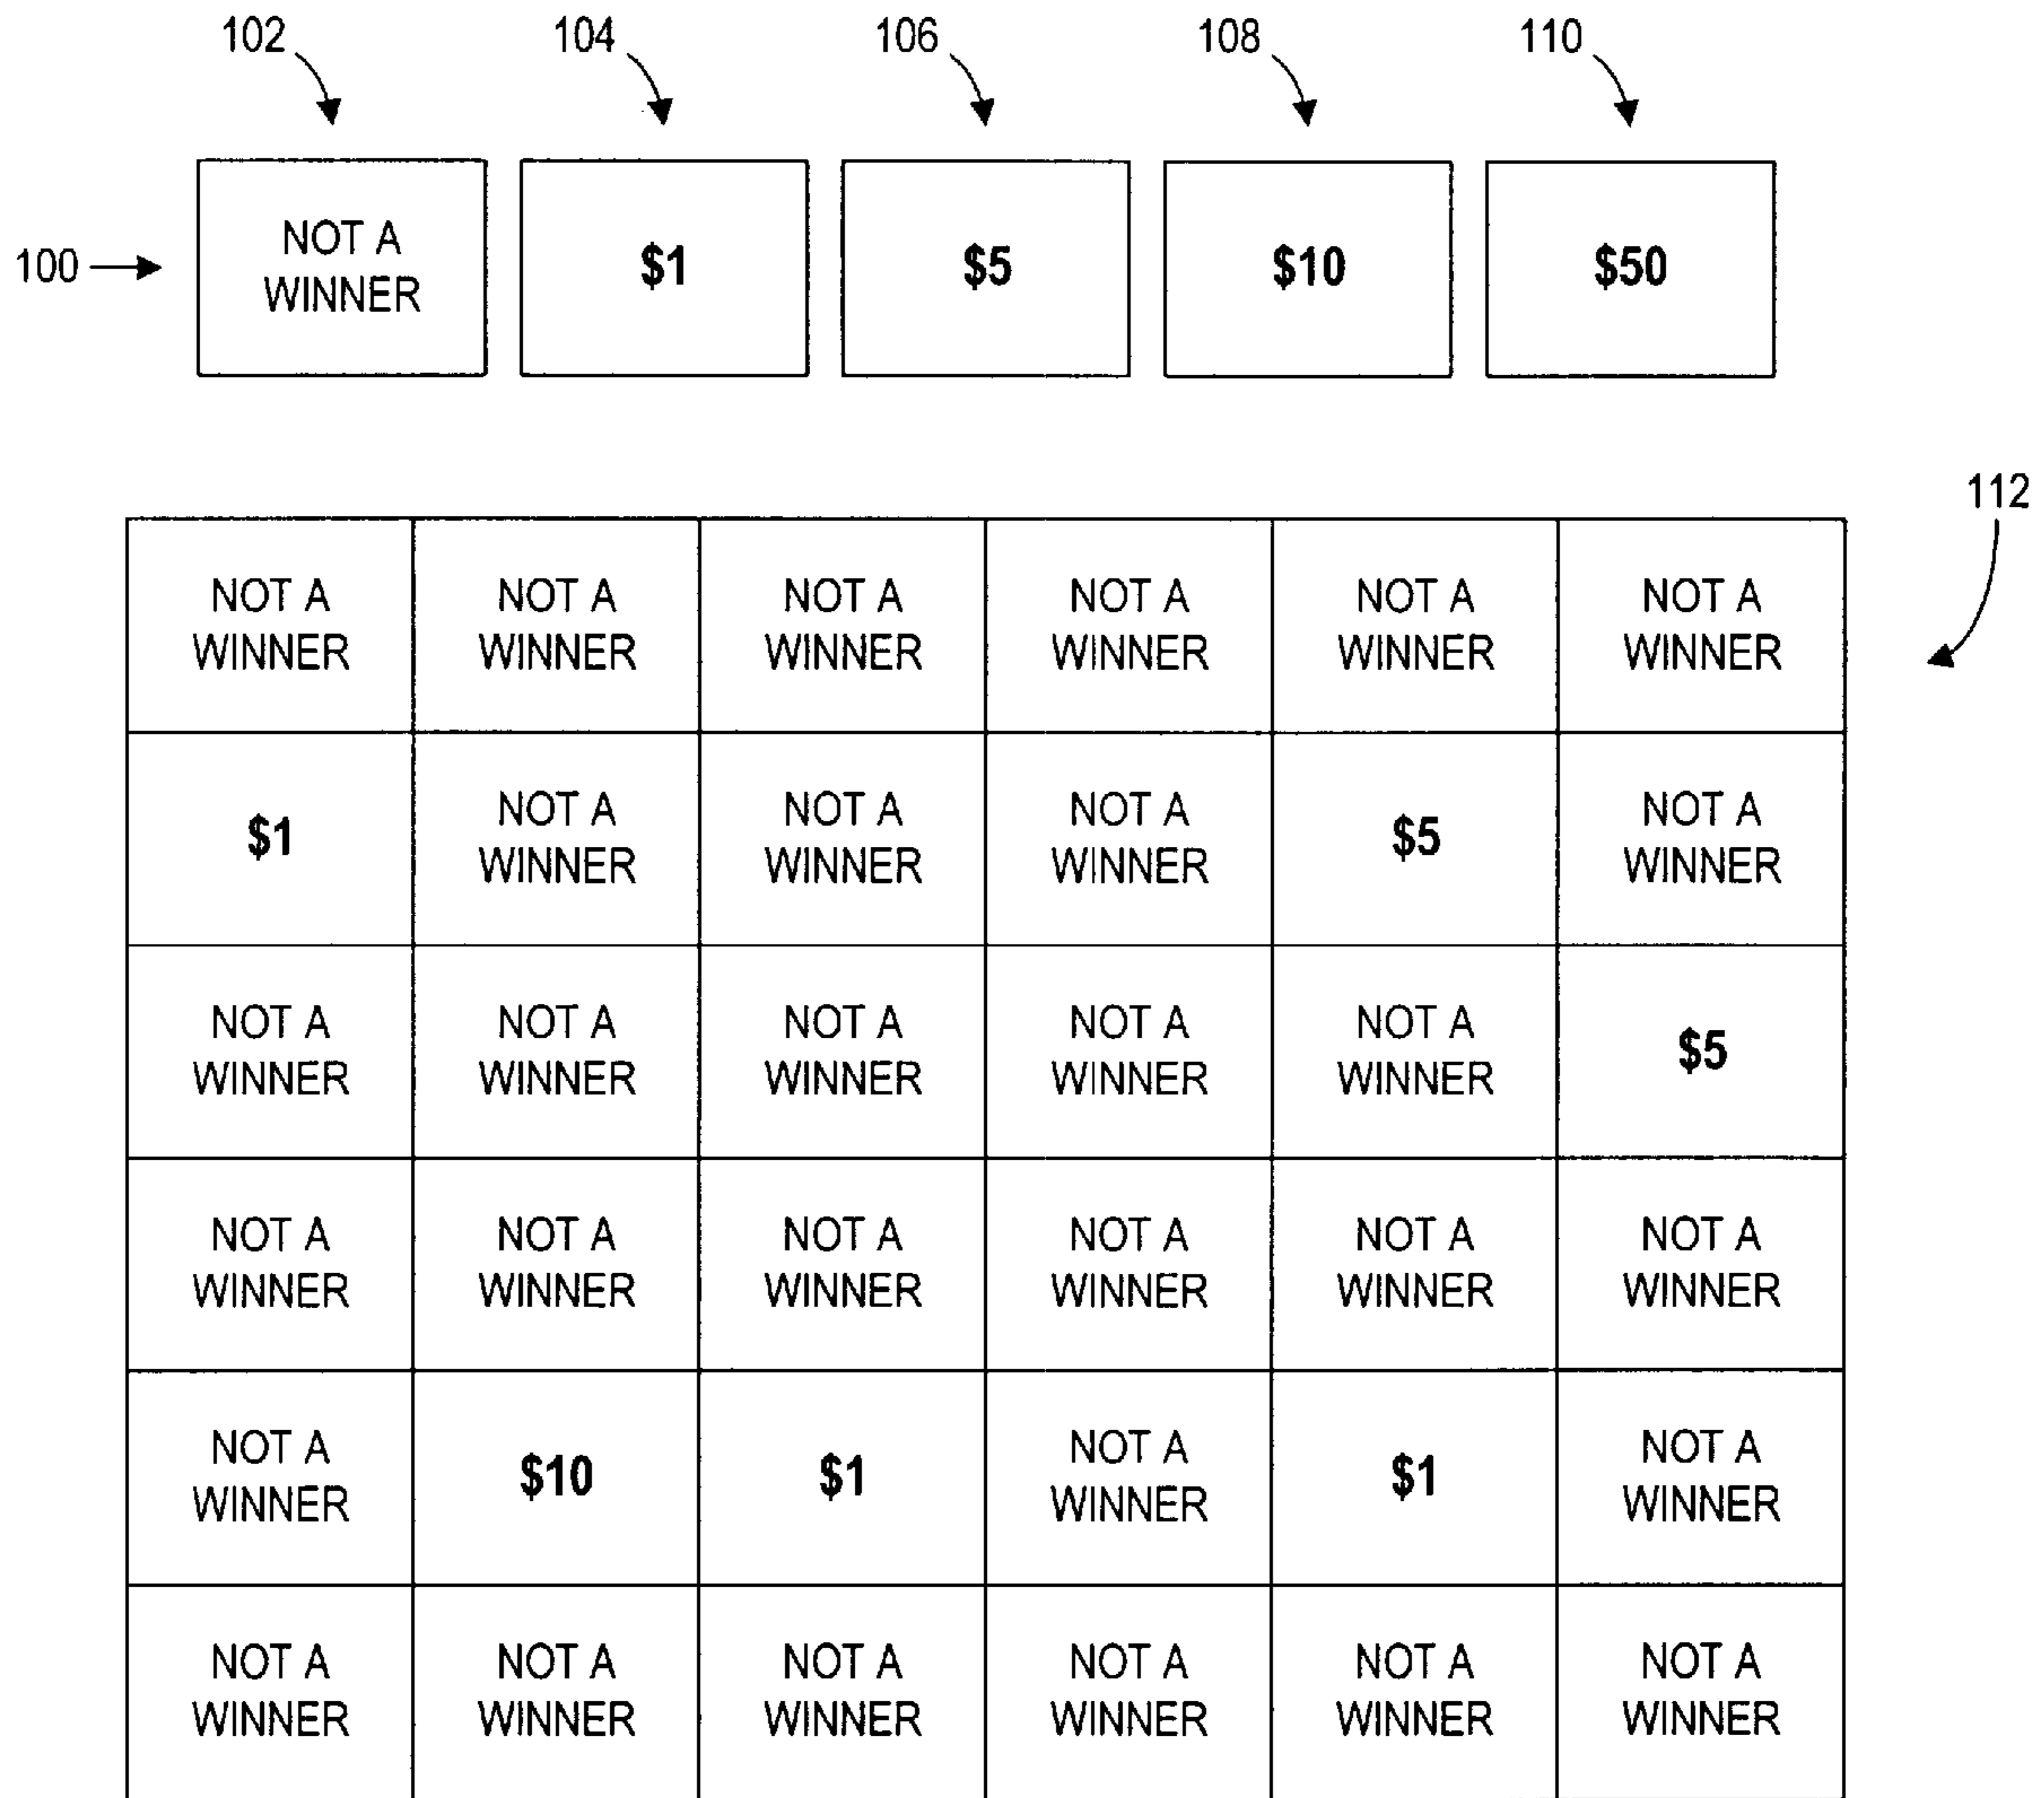 102 104 106 108 110
100
NOT A
WINNER
$1
$5
$10
$50
112
NOT A NOT A NOT A NOT A NOT A NOT A
WINNER WINNER WINNER WINNER WINNER WINNER
$1
NOT A NOT A NOT A
WINNER WINNER WINNER
$5
NOT A
WINNER
NOT A NOT A NOT A NOT A NOT A
WINNER WINNER WINNER WINNER WINNER
$5
NOT A NOT A NOT A NOT A NOT A NOT A
WINNER WINNER WINNER WINNER WINNER WINNER
NOT A
WINNER
$10
$1
NOT A
WINNER
$1
NOT A
WINNER
NOT A NOT A NOT A NOT A NOT A NOT A
WINNER WINNER WINNER WINNER WINNER WINNER